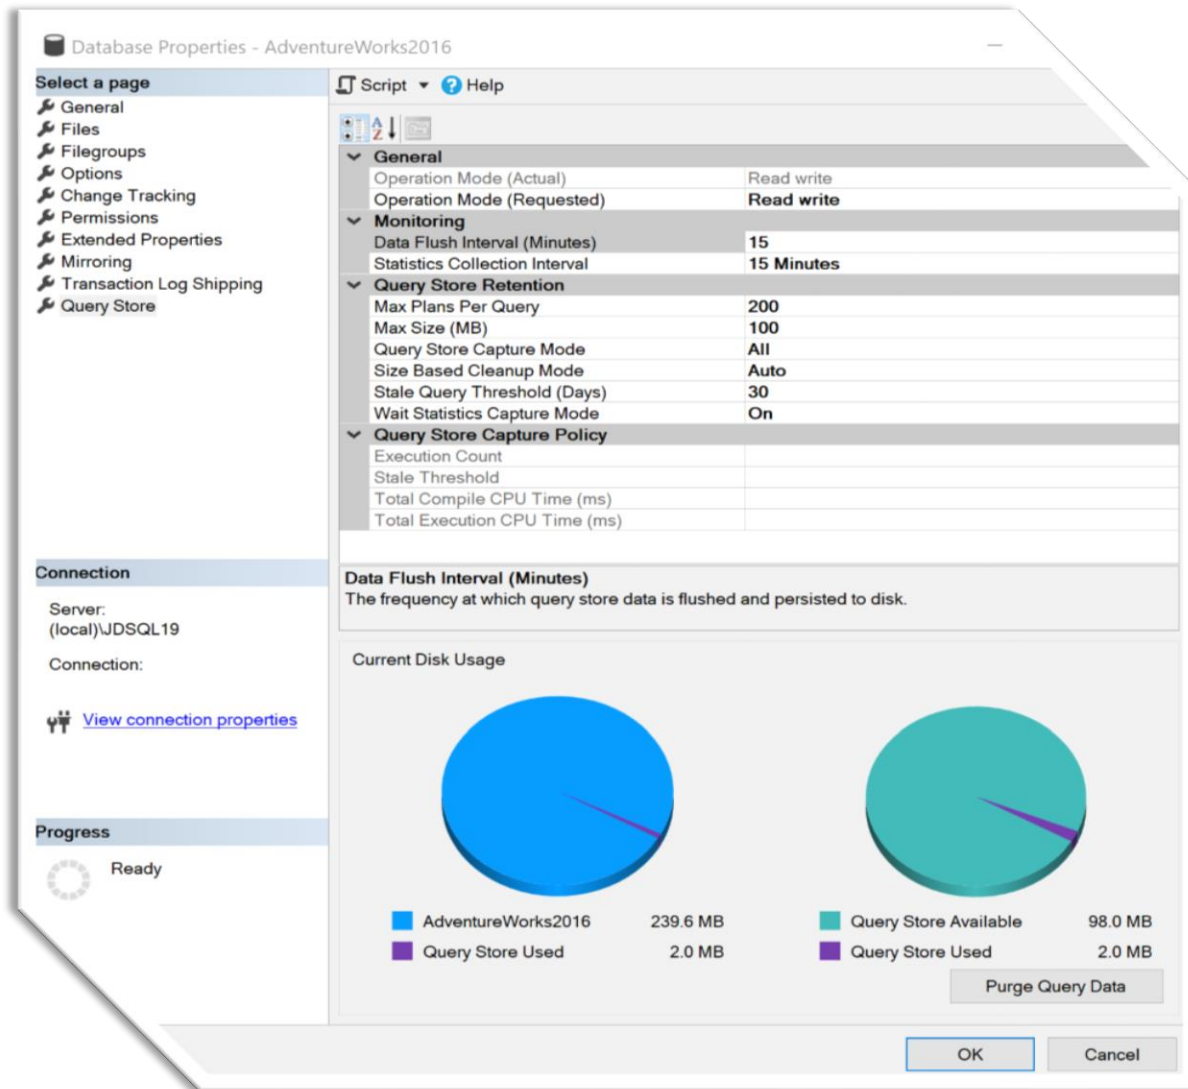 Database Properties - AdventureWorks2016
Select a page
General
Files
Filegroups
Options
Change Tracking
Permissions
Extended Properties
Mirroring
Transaction Log Shipping
Query Store
Connection
Server:
(local)\JDSQL19
Connection:
View connection properties
Progress
Ready
Script Help
General
Operation Mode (Actual) Read write
Operation Mode (Requested) Read write
Monitoring
Data Flush Interval (Minutes) 15
Statistics Collection Interval 15 Minutes
Query Store Retention
Max Plans Per Query 200
Max Size (MB) 100
Query Store Capture Mode All
Size Based Cleanup Mode Auto
Stale Query Threshold (Days) 30
Wait Statistics Capture Mode On
Query Store Capture Policy
Execution Count
Stale Threshold
Total Compile CPU Time (ms)
Total Execution CPU Time (ms)
Data Flush Interval (Minutes)
The frequency at which query store data is flushed and persisted to disk.
Current Disk Usage
AdventureWorks2016 239.6 MB
Query Store Used 2.0 MB
Query Store Available 98.0 MB
Query Store Used 2.0 MB
Purge Query Data
OK Cancel